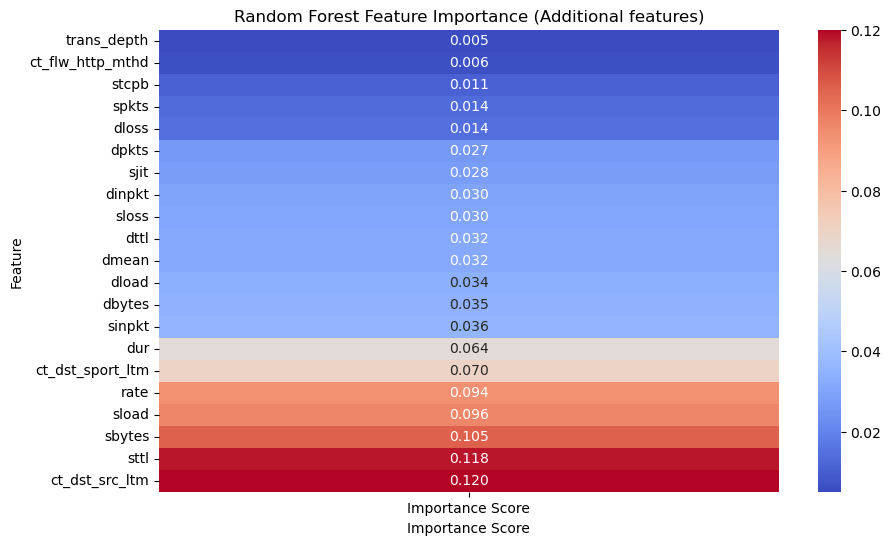 Random Forest Feature Importance (Additional features)
Feature
trans_depth 0.005
ct_flw_http_mthd 0.006
stcpb 0.011
spkts 0.014
dloss 0.014
dpkts 0.027
sjit 0.028
dinpkt 0.030
sloss 0.030
dttl 0.032
dmean 0.032
dload 0.034
dbytes 0.035
sinpkt 0.036
dur 0.064
ct_dst_sport_ltm 0.070
rate 0.094
sload 0.096
sbytes 0.105
sttl 0.118
ct_dst_src_ltm 0.120
Importance Score
Importance Score
0.12
0.10
0.08
0.06
0.04
0.02